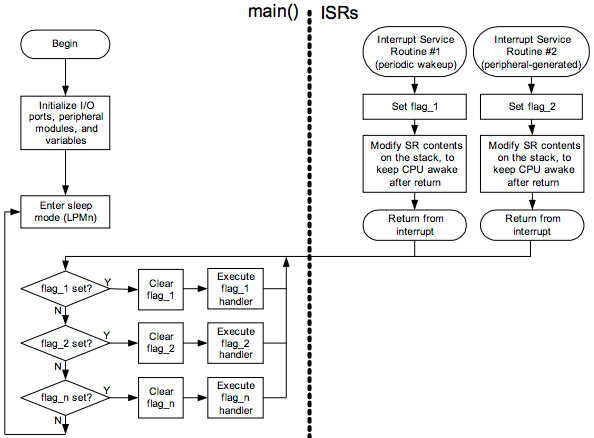 main()
ISRs
Begin
Initialize I/O
ports, peripheral
modules, and
variables
Enter sleep
mode (LPMn)
Interrupt Service
Routine #1
(periodic wakeup)
Interrupt Service
Routine #2
(peripheral-generated)
Set flag_1
Set flag_2
Modify SR contents
on the stack, to
keep CPU awake
after return
Modify SR contents
on the stack, to
keep CPU awake
after return
Return from
interrupt
Return from
interrupt
flag_1 set?
Y
Clear
flag_1
Execute
flag_1
handler
N
flag_2 set?
Y
Clear
flag_2
Execute
flag_2
handler
N
flag_n set?
Y
Clear
flag_n
Execute
flag_n
handler
N